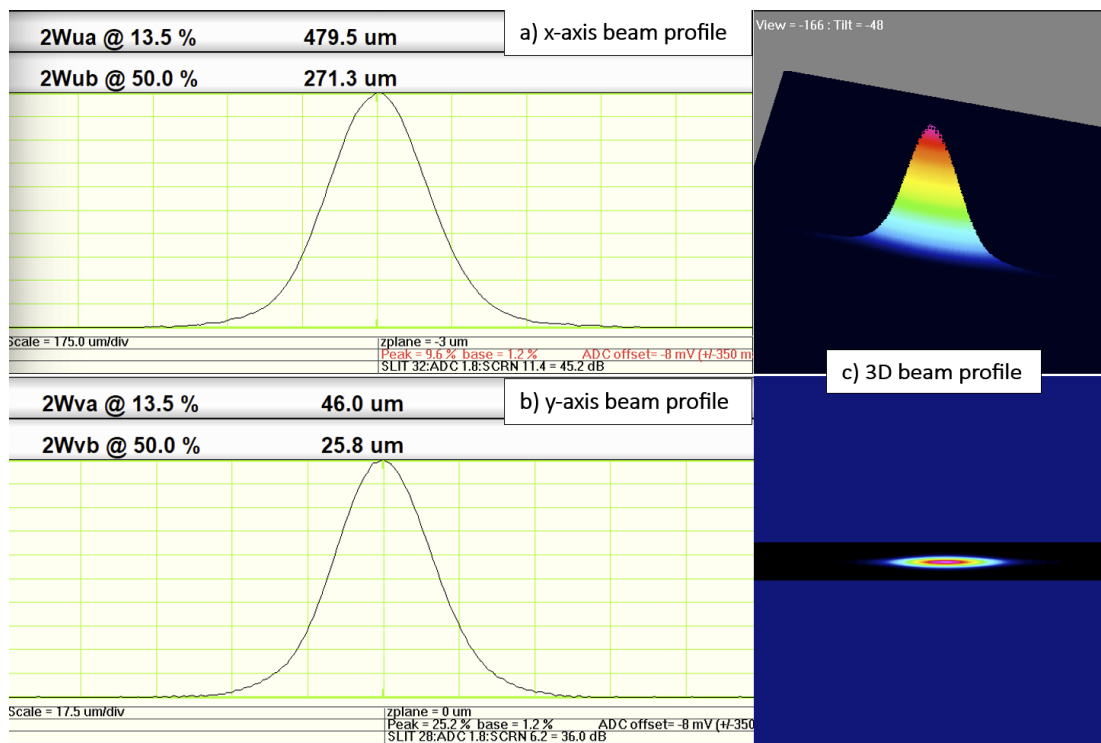 2Wua @ 13.5 % 479.5 um
a) x-axis beam profile
2Wub @ 50.0 % 271.3 um
Scale = 175.0 um/div
zplane = -3 um
Peak = 9.6 % base = 1.2 % ADC offset= -8 mV (+/-350 m
SLIT 32:ADC 1.8:SCRN 11.4 = 45.2 dB
View = -166 : Tilt = -48
c) 3D beam profile
2Wva @ 13.5 % 46.0 um
b) y-axis beam profile
2Wvb @ 50.0 % 25.8 um
Scale = 17.5 um/div
zplane = 0 um
Peak = 25.2 % base = 1.2 % ADC offset= -8 mV (+/-350
SLIT 28:ADC 1.8:SCRN 6.2 = 36.0 dB